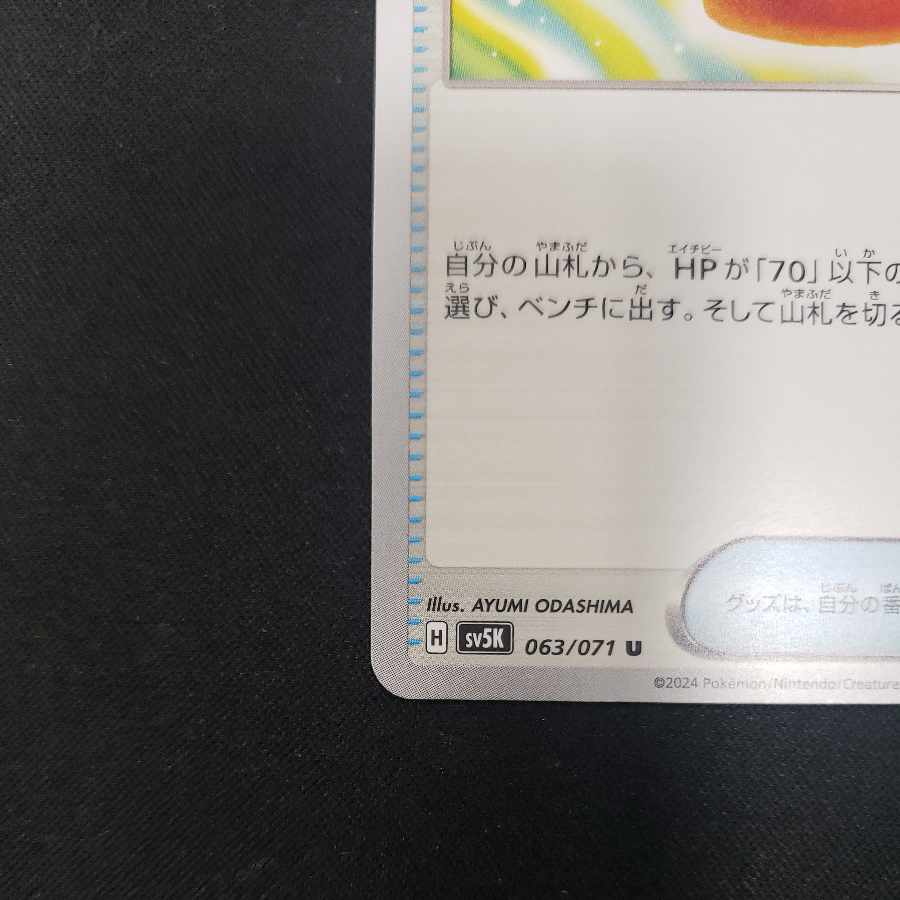 自分の山札から、HPが「70」以下の
選び、ベンチに出す。そして山札を切る
グッズは、自分の番
Illus. AYUMI ODASHIMA
H SV5K 063/071 U
©2024 Pokémon/Nintendo/Creature